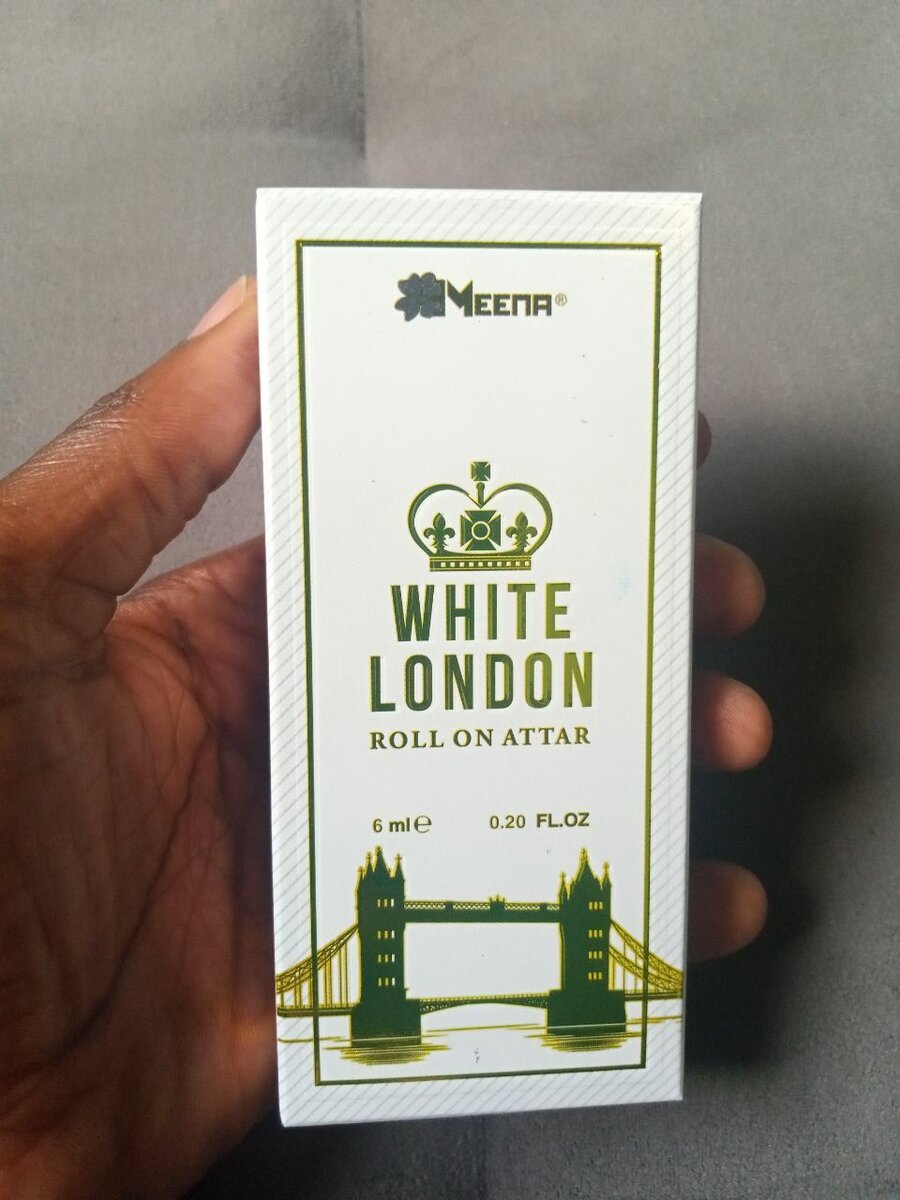 MEENA®
WHITE
LONDON
ROLL ON ATTAR
6 ml℮ 0.20 FL.OZ